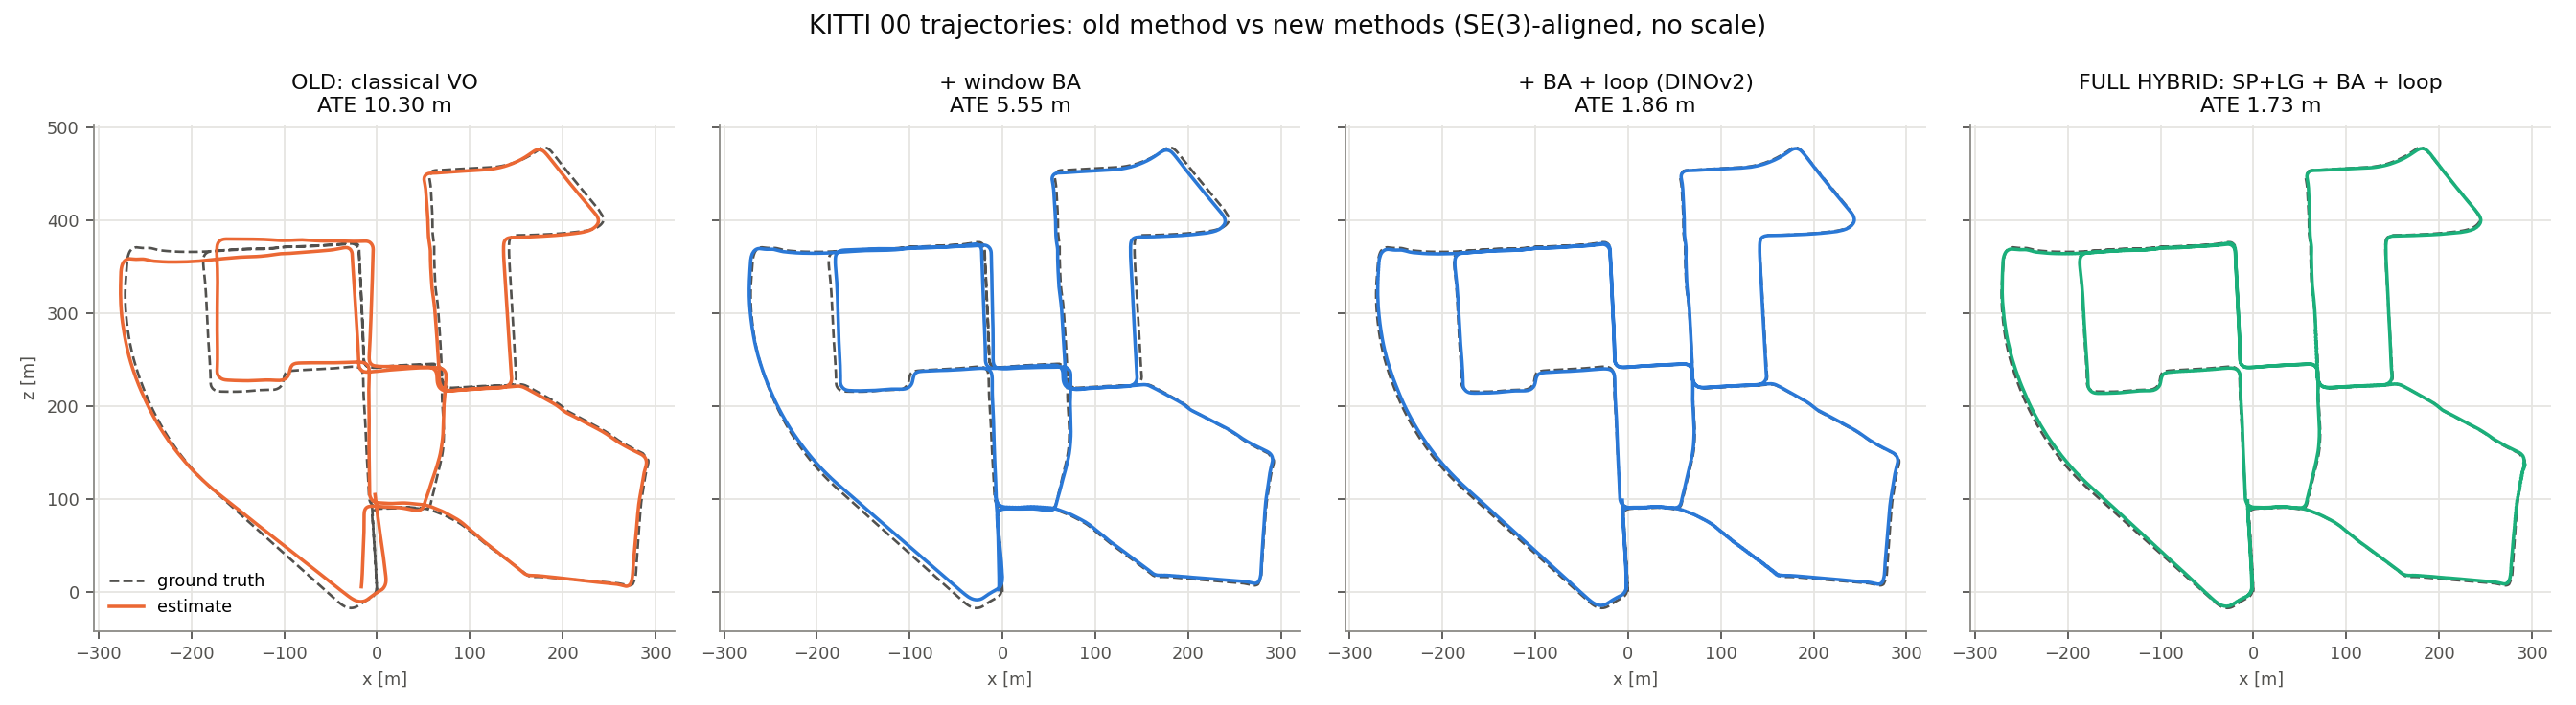 KITTI 00 trajectories: old method vs new methods (SE(3)-aligned, no scale)
OLD: classical VO
ATE 10.30 m
+ window BA
ATE 5.55 m
+ BA + loop (DINOv2)
ATE 1.86 m
FULL HYBRID: SP+LG + BA + loop
ATE 1.73 m
500
400
300
200
100
0
z [m]
ground truth
estimate
−300 −200 −100 0 100 200 300
x [m]
−300 −200 −100 0 100 200 300
x [m]
−300 −200 −100 0 100 200 300
x [m]
−300 −200 −100 0 100 200 300
x [m]